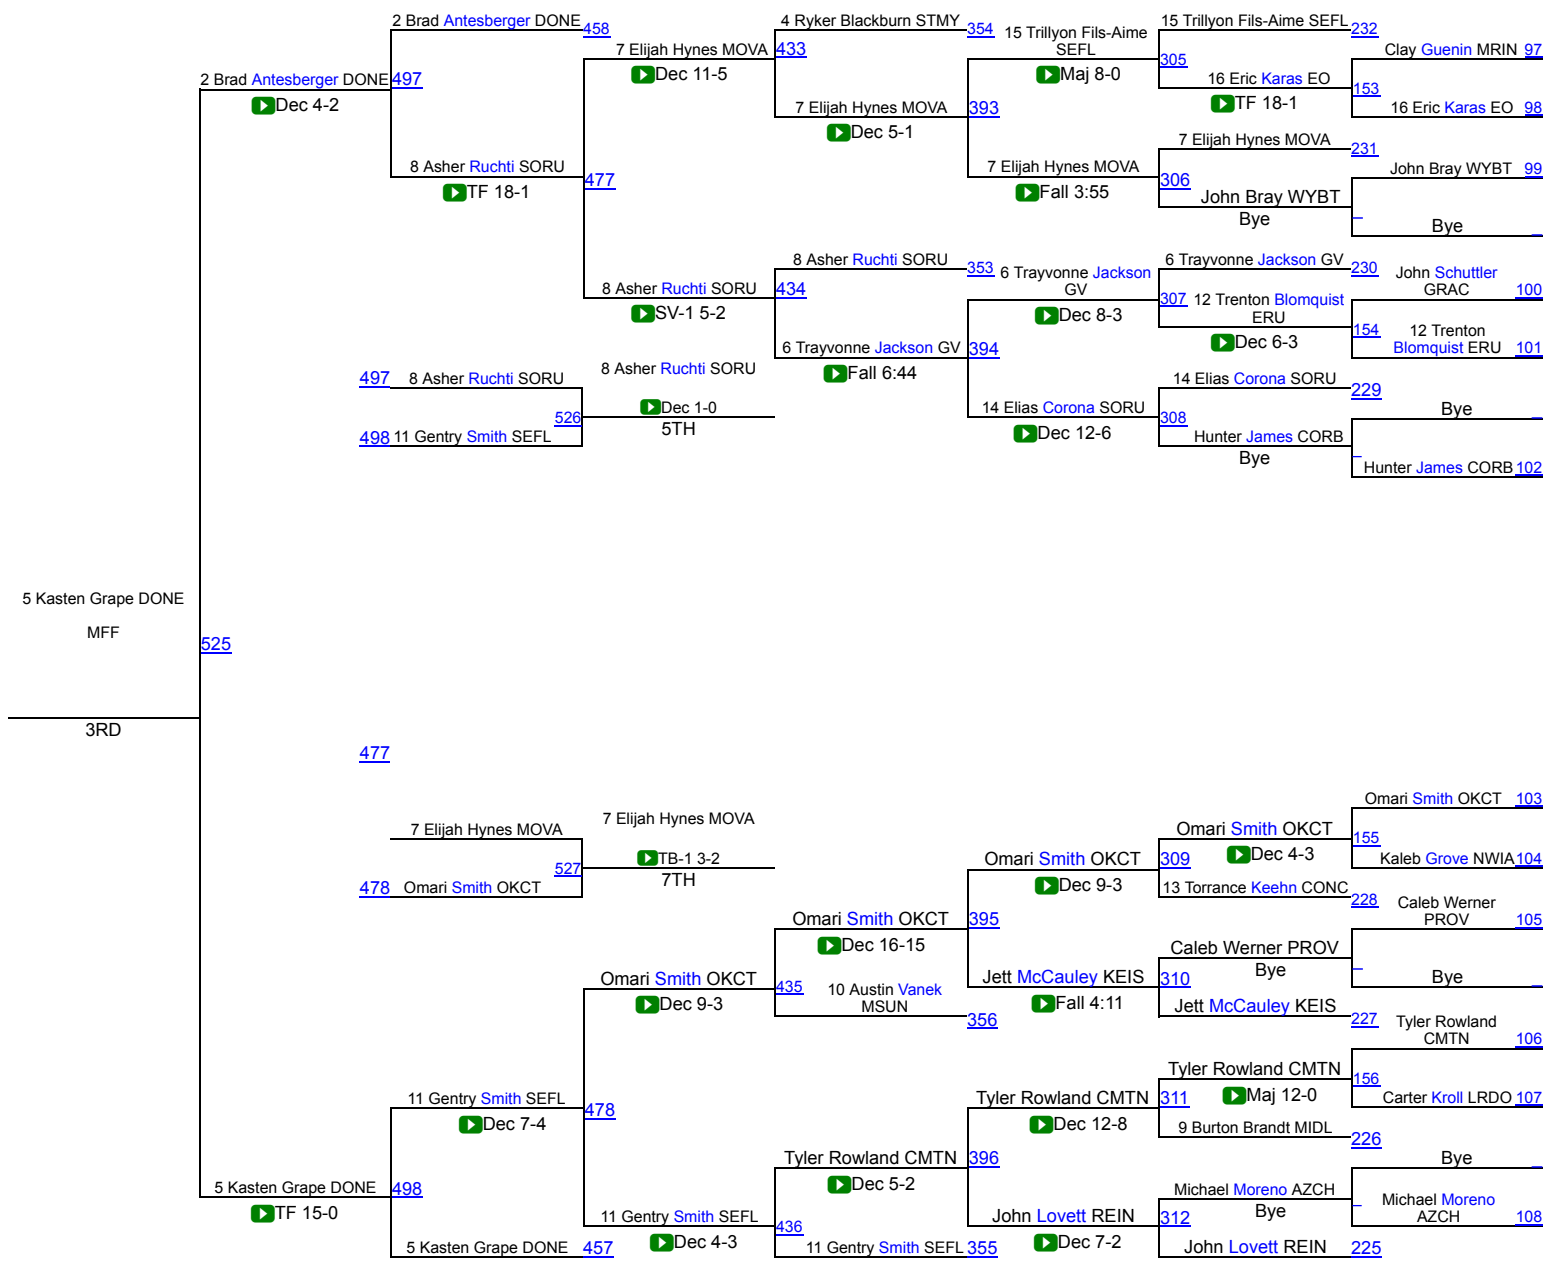 2 Brad Antesberger DONE
458
4 Ryker Blackburn STMY
354
15 Trillyon Fils-Aime
SEFL
15 Trillyon Fils-Aime SEFL
232
7 Elijah Hynes MOVA
433
Clay Guenin MRIN
97
Dec 11-5
Maj 8-0
305
2 Brad Antesberger DONE
497
16 Eric Karas EO
153
Dec 4-2
7 Elijah Hynes MOVA
393
TF 18-1
16 Eric Karas EO
98
Dec 5-1
7 Elijah Hynes MOVA
231
8 Asher Ruchti SORU
477
7 Elijah Hynes MOVA
306
John Bray WYBT
99
TF 18-1
Fall 3:55
John Bray WYBT
Bye
Bye
8 Asher Ruchti SORU
353
6 Trayvonne Jackson
GV
6 Trayvonne Jackson GV
230
John Schuttler
GRAC
100
8 Asher Ruchti SORU
434
307
12 Trenton Blomquist
ERU
SV-1 5-2
Dec 8-3
154
12 Trenton
Blomquist ERU
101
6 Trayvonne Jackson GV
394
Dec 6-3
8 Asher Ruchti SORU
Fall 6:44
497
8 Asher Ruchti SORU
14 Elias Corona SORU
229
Dec 1-0
526
5TH
14 Elias Corona SORU
308
Bye
498
11 Gentry Smith SEFL
Dec 12-6
Hunter James CORB
Bye
Hunter James CORB
102
5 Kasten Grape DONE
MFF
525
3RD
477
Omari Smith OKCT
103
7 Elijah Hynes MOVA
7 Elijah Hynes MOVA
Omari Smith OKCT
155
TB-1 3-2
527
7TH
Omari Smith OKCT
309
Dec 4-3
Kaleb Grove NWIA
104
478
Omari Smith OKCT
Dec 9-3
13 Torrance Keehn CONC
228
Caleb Werner
PROV
105
Omari Smith OKCT
395
Dec 16-15
Caleb Werner PROV
Bye
Omari Smith OKCT
435
10 Austin Vanek
MSUN
Jett McCauley KEIS
310
Bye
Dec 9-3
356
Fall 4:11
Jett McCauley KEIS
227
Tyler Rowland
CMTN
106
Tyler Rowland CMTN
156
11 Gentry Smith SEFL
478
Tyler Rowland CMTN
311
Maj 12-0
Carter Kroll LRDO
107
Dec 7-4
Dec 12-8
9 Burton Brandt MIDL
226
Tyler Rowland CMTN
396
Bye
Dec 5-2
5 Kasten Grape DONE
498
Michael Moreno AZCH
Bye
Michael Moreno
AZCH
108
TF 15-0
11 Gentry Smith SEFL
436
John Lovett REIN
312
Dec 4-3
Dec 7-2
5 Kasten Grape DONE
457
11 Gentry Smith SEFL
355
John Lovett REIN
225